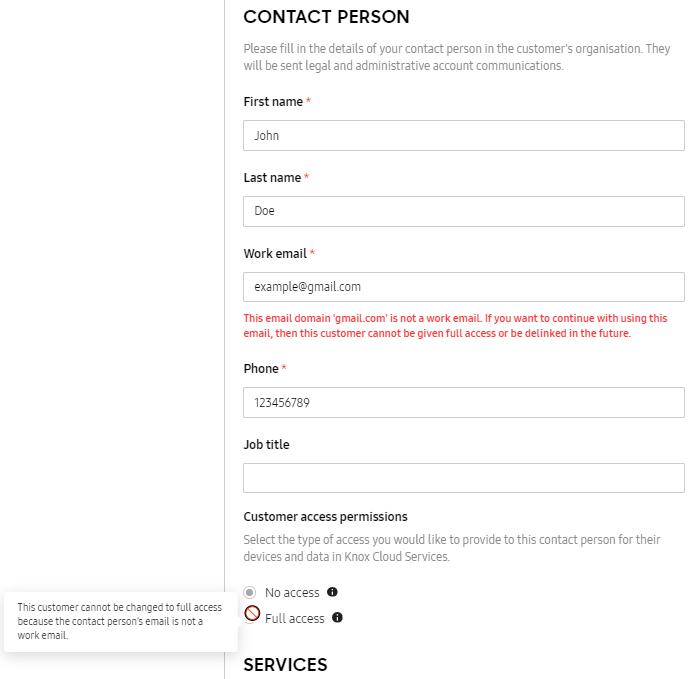 CONTACT PERSON
Please fill in the details of your contact person in the customer's organisation. They
will be sent legal and administrative account communications.
First name *
John
Last name *
Doe
Work email *
example@gmail.com
This email domain 'gmail.com' is not a work email. If you want to continue with using this
email, then this customer cannot be given full access or be delinked in the future.
Phone *
123456789
Job title
Customer access permissions
Select the type of access you would like to provide to this contact person for their
devices and data in Knox Cloud Services.
No access
Full access
This customer cannot be changed to full access
because the contact person's email is not a
work email.
SERVICES